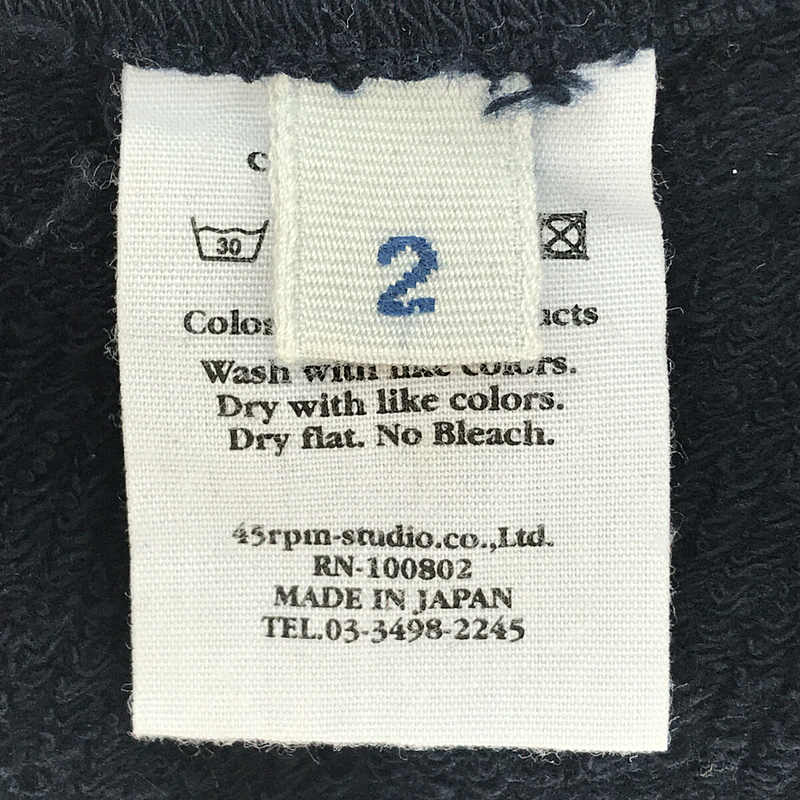 2
30
Wash with like colors.
Dry with like colors.
Dry flat. No Bleach.
45rpm-studio.co.,Ltd.
RN-100802
MADE IN JAPAN
TEL.03-3498-2245